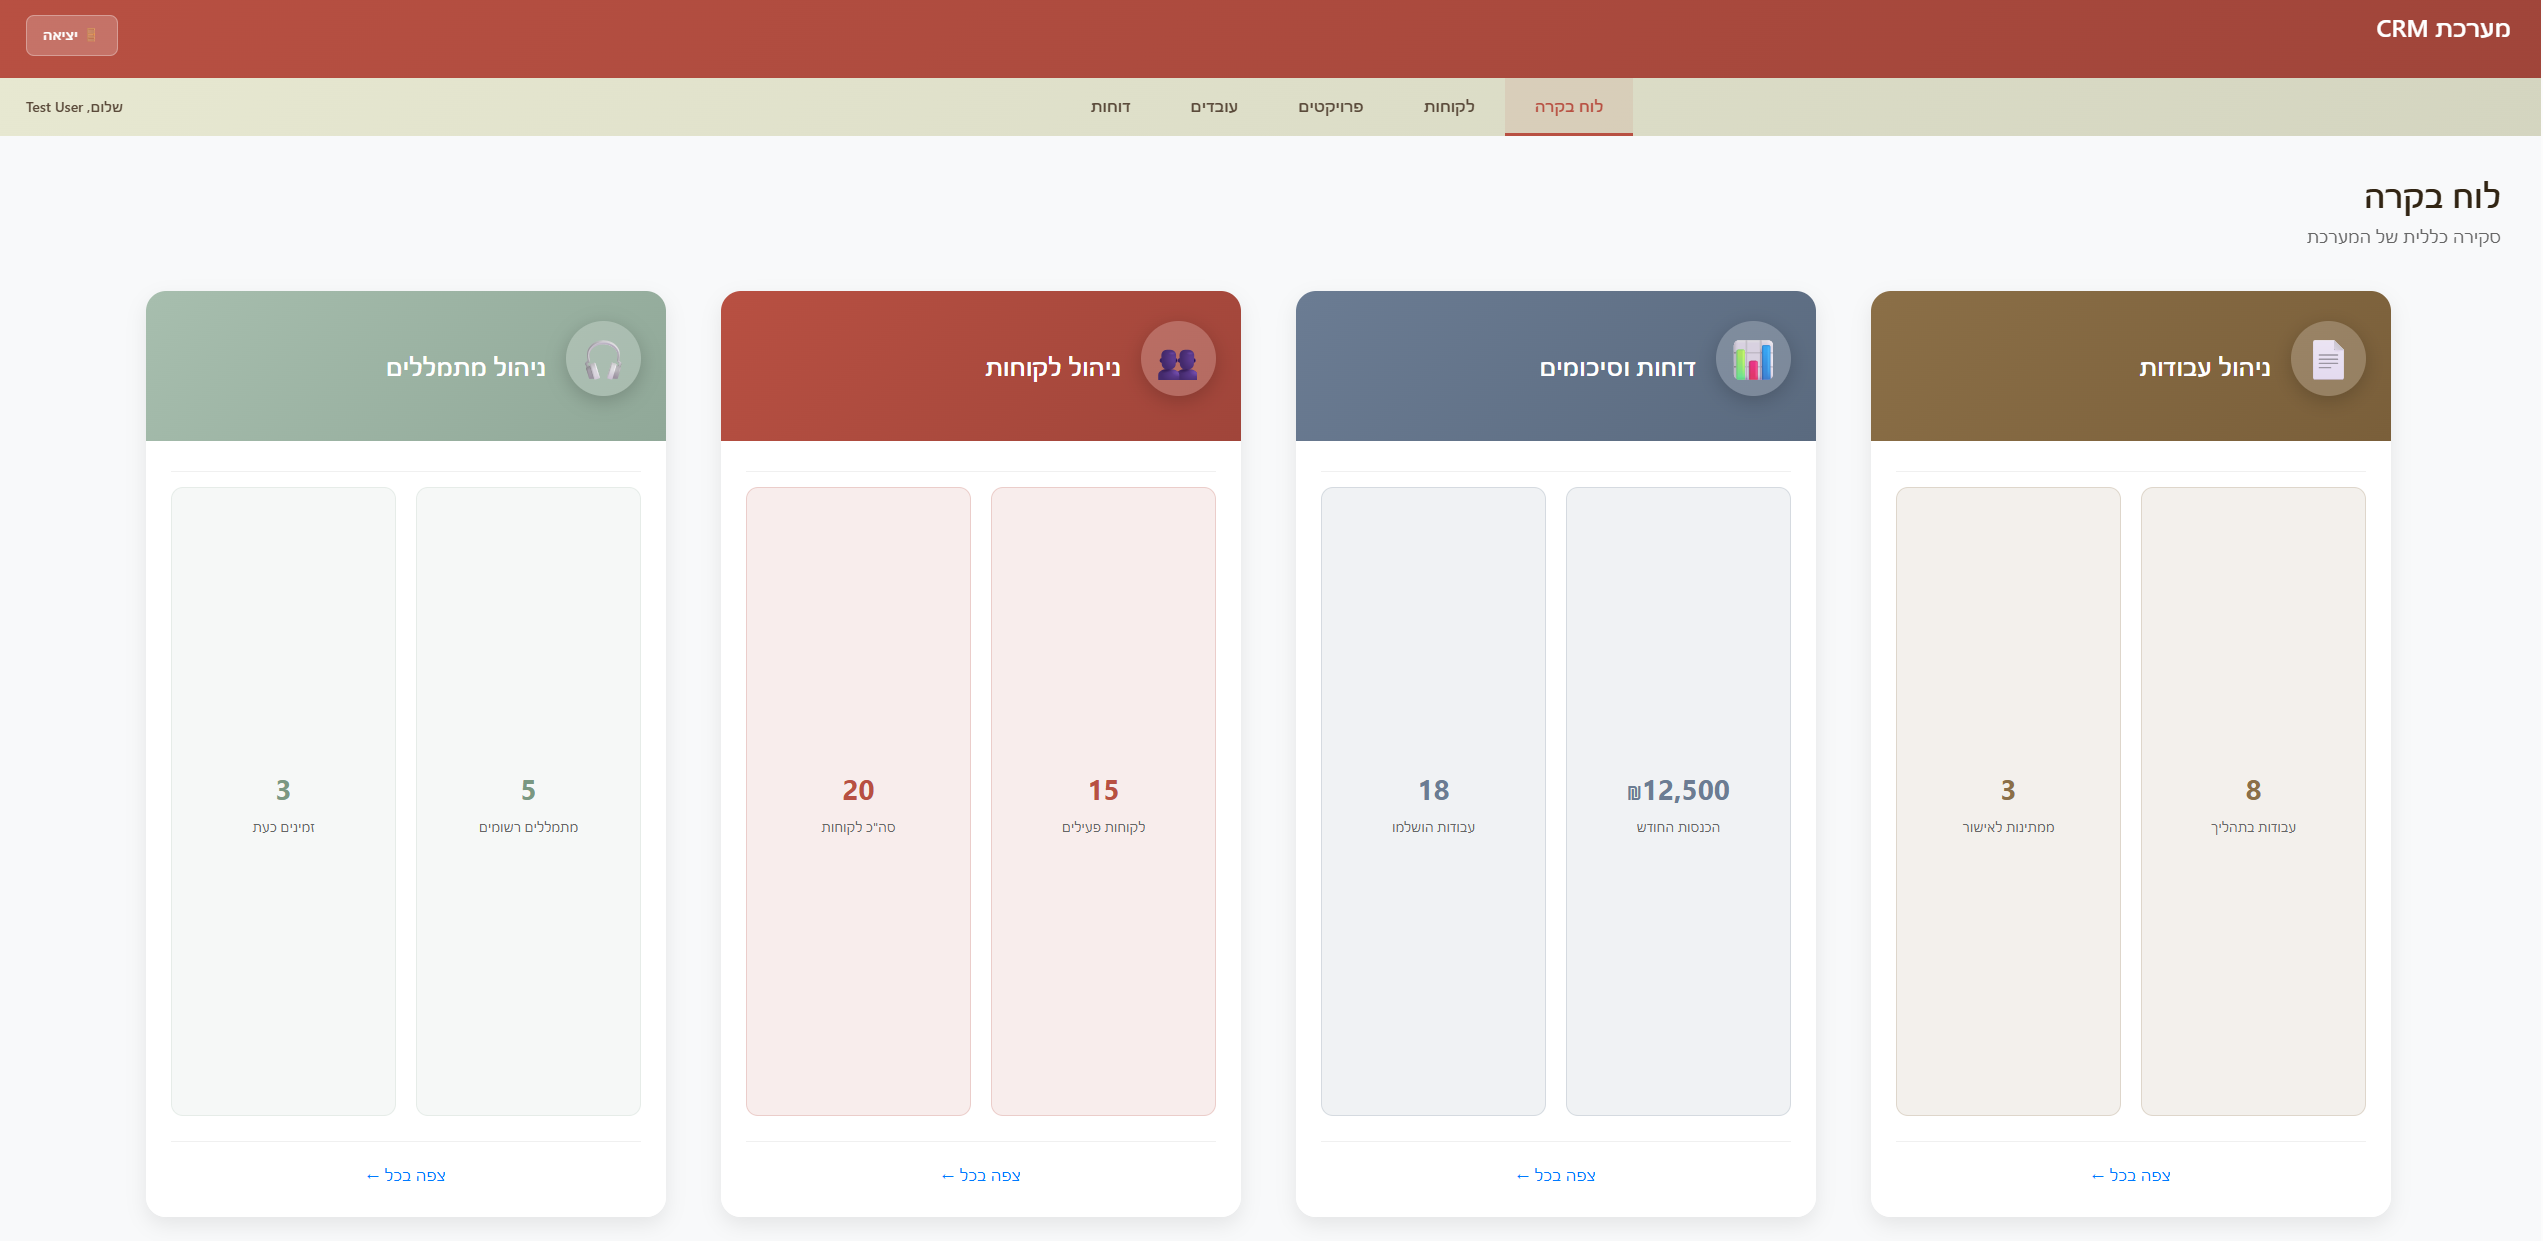 מערכת CRM
יציאה
לוח בקרה
לקוחות
פרויקטים
עובדים
דוחות
שלום, Test User
לוח בקרה
סקירה כללית של המערכת
ניהול עבודות
8
עבודות בתהליך
3
ממתינות לאישור
צפה בכל ←
דוחות וסיכומים
₪12,500
הכנסות החודש
18
עבודות הושלמו
צפה בכל ←
ניהול לקוחות
15
לקוחות פעילים
20
סה"כ לקוחות
צפה בכל ←
ניהול מתמללים
5
מתמללים רשומים
3
זמינים כעת
צפה בכל ←